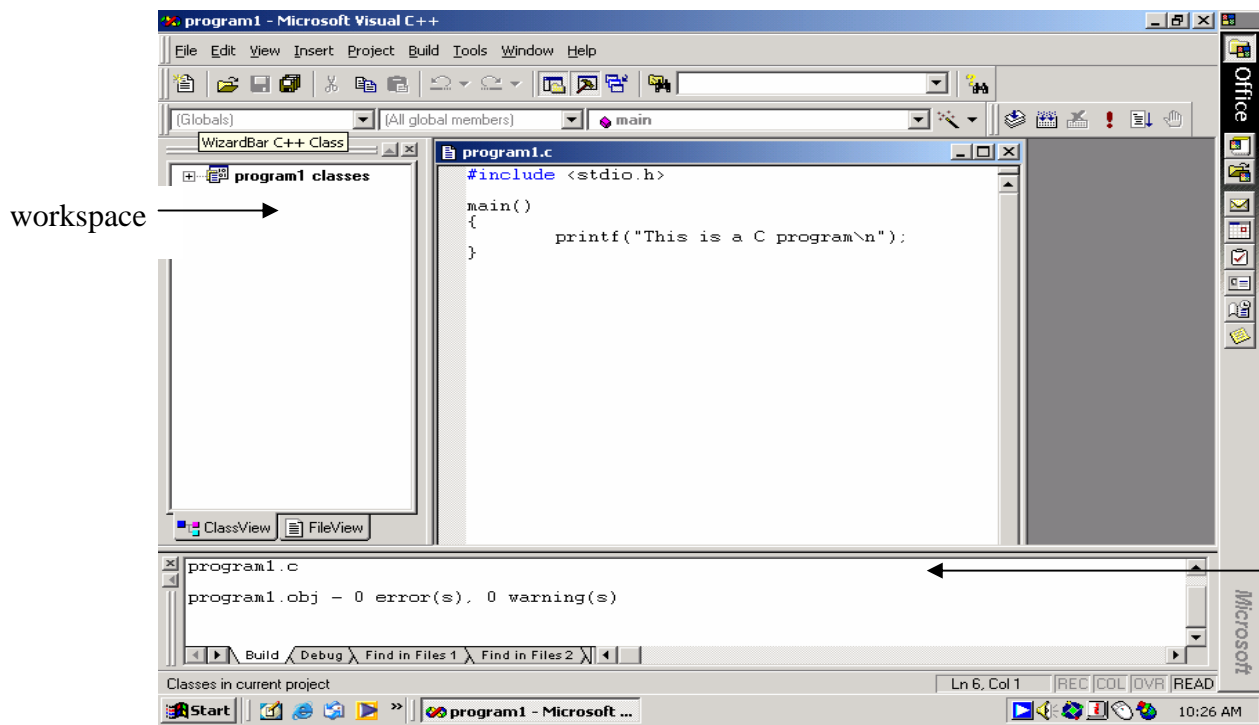 program1 - Microsoft Visual C++
File Edit View Insert Project Build Tools Window Help
Office
(Globals) (All global members) main
WizardBar C++ Class
program1.c
program1 classes
#include <stdio.h>
workspace
main()
{
printf("This is a C program\n");
}
ClassView FileView
program1.c
program1.obj - 0 error(s), 0 warning(s)
Build Debug Find in Files 1 Find in Files 2
Microsoft
Classes in current project Ln 6, Col 1 REC COL OVR READ
Start » program1 - Microsoft ... 10:26 AM